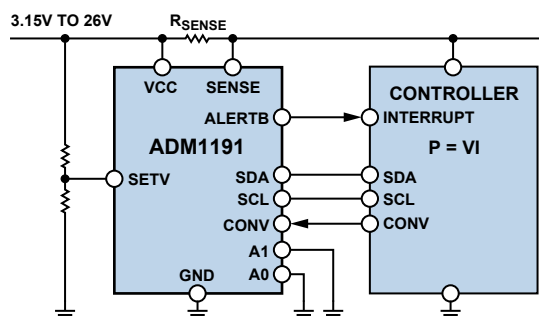 3.15V TO 26V
RSENSE
VCC
SENSE
ALERTB
ADM1191
SETV
SDA
SCL
CONV
A1
A0
GND
CONTROLLER
INTERRUPT
P = VI
SDA
SCL
CONV